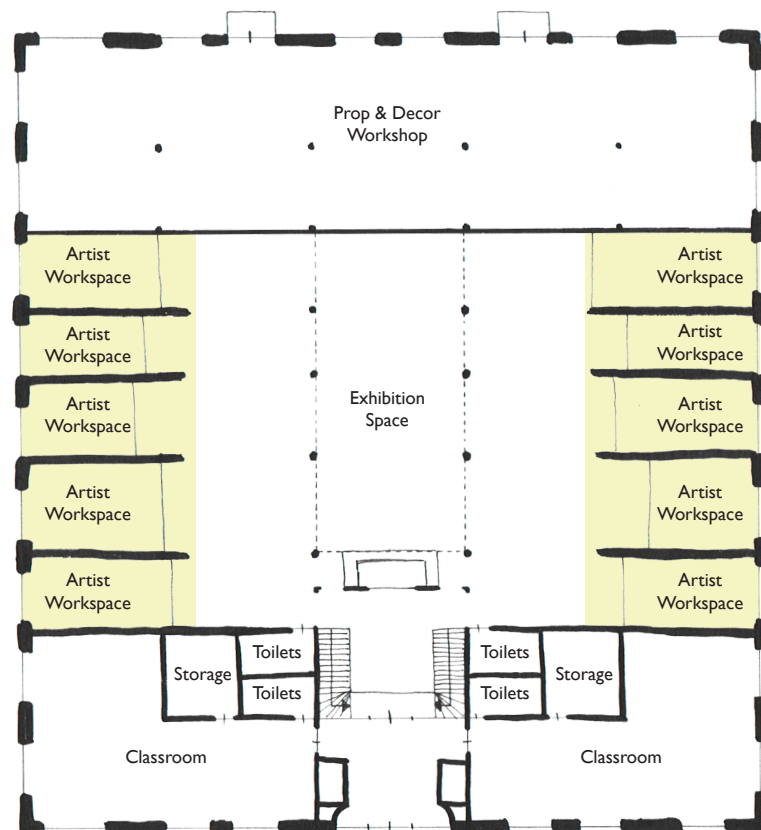 Prop & Decor
Workshop
Artist
Workspace
Artist
Workspace
Artist
Workspace
Artist
Workspace
Artist
Workspace
Exhibition
Space
Artist
Workspace
Artist
Workspace
Artist
Workspace
Artist
Workspace
Artist
Workspace
Storage
Toilets
Toilets
Toilets
Toilets
Storage
Classroom
Classroom